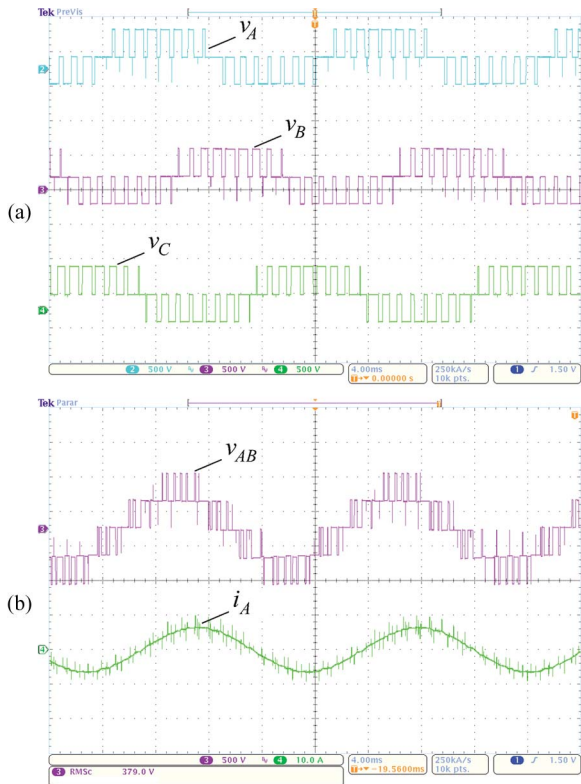 Tek PreVis
T
T
v_A
2
v_B
3
(a)
v_C
4
2 500 V 3 500 V 4 500 V 4.00ms 250kA/s 1 1.50 V
T→▼ 0.00000 s 10k pts.
Tek Parar
T
v_AB
3
(b)
i_A
4
3 500 V 4 10.0 A 4.00ms 250kA/s 1 1.50 V
T→▼ -19.5600ms 10k pts.
3 RMSc 379.0 V